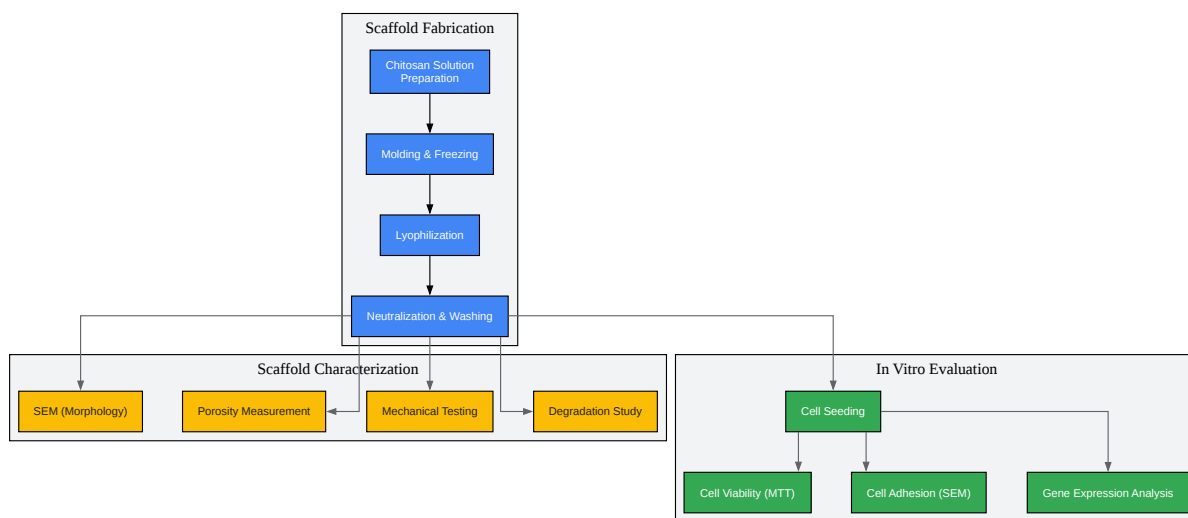 Scaffold Fabrication
Chitosan Solution
Preparation
Molding & Freezing
Lyophilization
Neutralization & Washing
Scaffold Characterization
SEM (Morphology)
Porosity Measurement
Mechanical Testing
Degradation Study
In Vitro Evaluation
Cell Seeding
Cell Viability (MTT)
Cell Adhesion (SEM)
Gene Expression Analysis